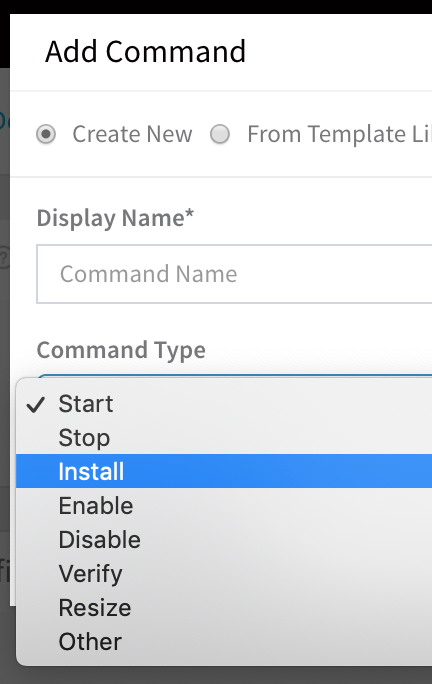 Add Command
Create New From Template Li
Display Name*
Command Name
Command Type
Start
Stop
Install
Enable
Disable
Verify
Resize
Other